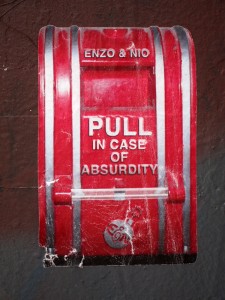 ENZO & NIO
PULL
IN CASE
OF
ABSURDITY